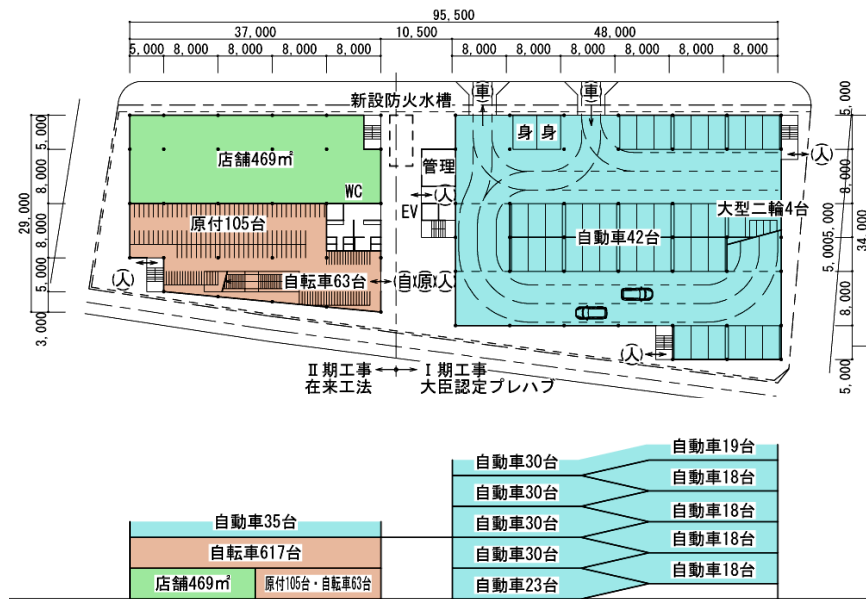 95,500
37,000 10,500 48,000
5,000 8,000 8,000 8,000 8,000 8,000 8,000 8,000 8,000 8,000 8,000
新設防火水槽
(車) (車)
身 身
店舗469㎡
管理
(人)
WC
(人)
EV
原付105台
大型二輪4台
自動車42台
(人)
自転車63台
(自)(原)(人)
(人)
5,000
8,000
29,000
8,000
5,000
3,000
5,000
8,000
5,000
5,000
34,000
8,000
5,000
Ⅱ期工事 Ⅰ期工事
在来工法 大臣認定プレハブ
自動車19台
自動車30台
自動車18台
自動車30台
自動車18台
自動車35台
自動車30台
自動車18台
自転車617台
自動車30台
自動車18台
店舗469㎡
原付105台・自転車63台
自動車23台